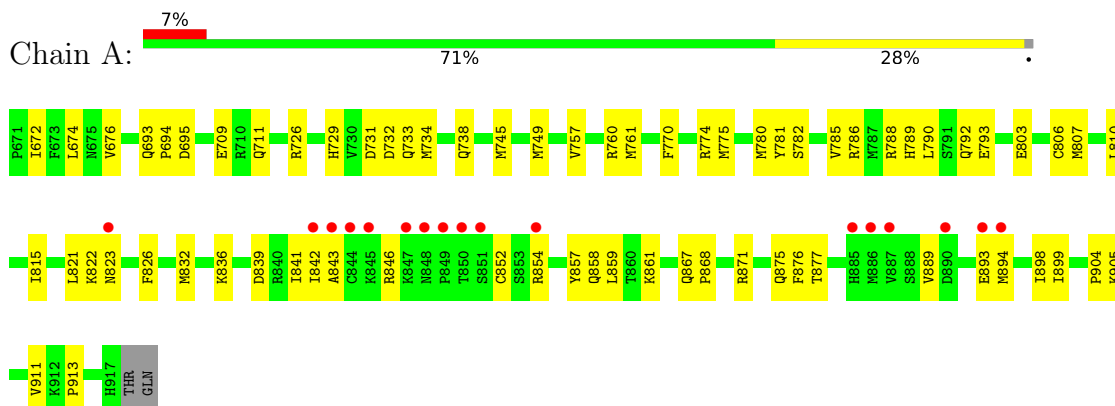 7%
Chain A:
71% 28% •
P671 I672 F673 L674 N675 V676 Q693 P694 D695 E709 R710 Q711 R726 H729 V730 D731 D732 Q733 M734 Q738 M745 M749 V757 R760 M761 F770 R774 M775 M780 Y781 S782 V785 R786 M787 R788 H789 L790 S791 Q792 E793 E803 C806 M807 L810
I815 L821 K822 N823 F826 M832 K836 D839 R840 I841 I842 A843 C844 K845 R846 K847 N848 P849 T850 S851 C852 S853 R854 Y857 Q858 L859 T860 K861 Q867 P868 R871 Q875 F876 T877 H885 M886 V887 S888 V889 D890 E893 M894 I898 I899 P904 K905
V911 K912 P913 H917 THR GLN